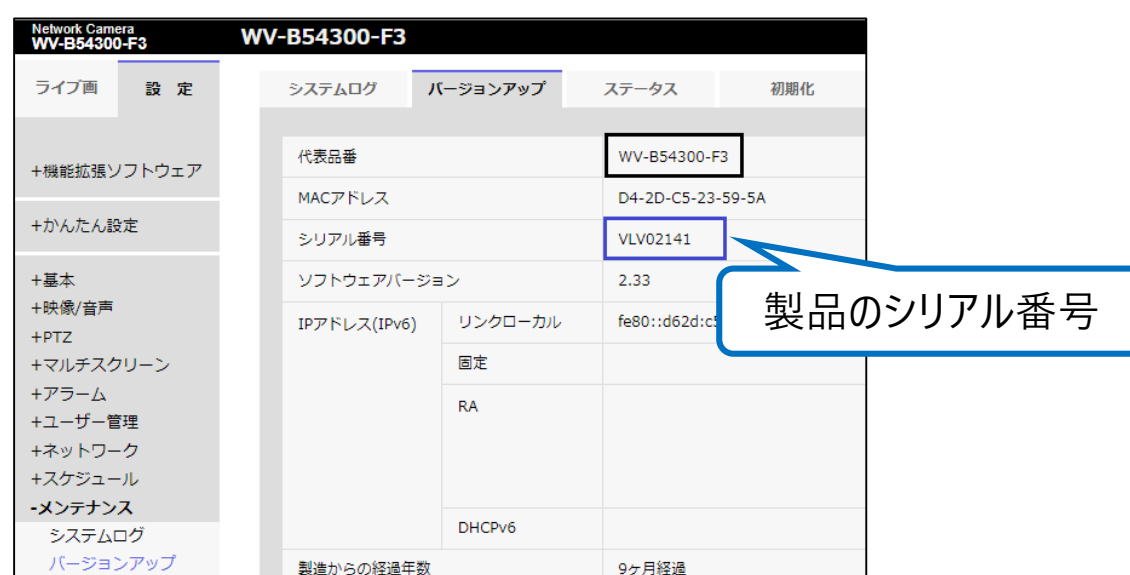 Network Camera
WV-B54300-F3
WV-B54300-F3
ライブ画
設 定
システムログ
バージョンアップ
ステータス
初期化
+機能拡張ソフトウェア
+かんたん設定
+基本
+映像/音声
+PTZ
+マルチスクリーン
+アラーム
+ユーザー管理
+ネットワーク
+スケジュール
-メンテナンス
システムログ
バージョンアップ
代表品番 WV-B54300-F3
MACアドレス D4-2D-C5-23-59-5A
シリアル番号 VLV02141
ソフトウェアバージョン 2.33
IPアドレス(IPv6) リンクローカル fe80::d62d:c5
固定
RA
DHCPv6
製造からの経過年数 9ヶ月経過
製品のシリアル番号